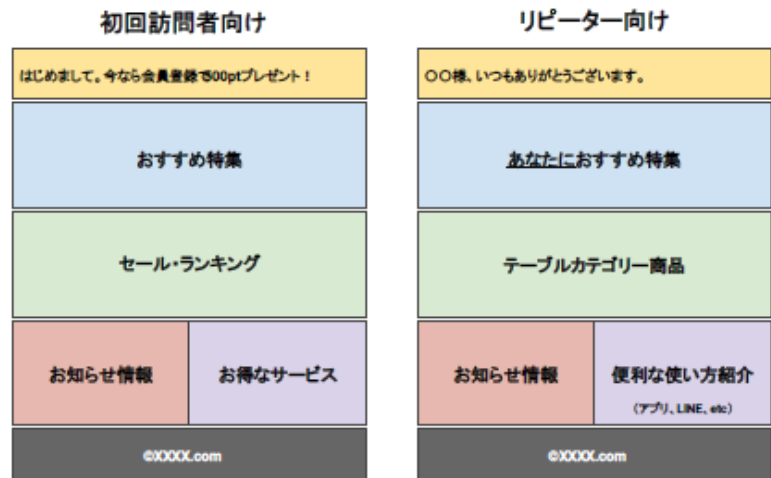 初回訪問者向け
はじめまして。今なら会員登録で500ptプレゼント！
おすすめ特集
セール・ランキング
お知らせ情報
お得なサービス
©XXXX.com
リピーター向け
〇〇様、いつもありがとうございます。
あなたにおすすめ特集
テーブルカテゴリー商品
お知らせ情報
便利な使い方紹介
（アプリ、LINE、etc）
©XXXX.com